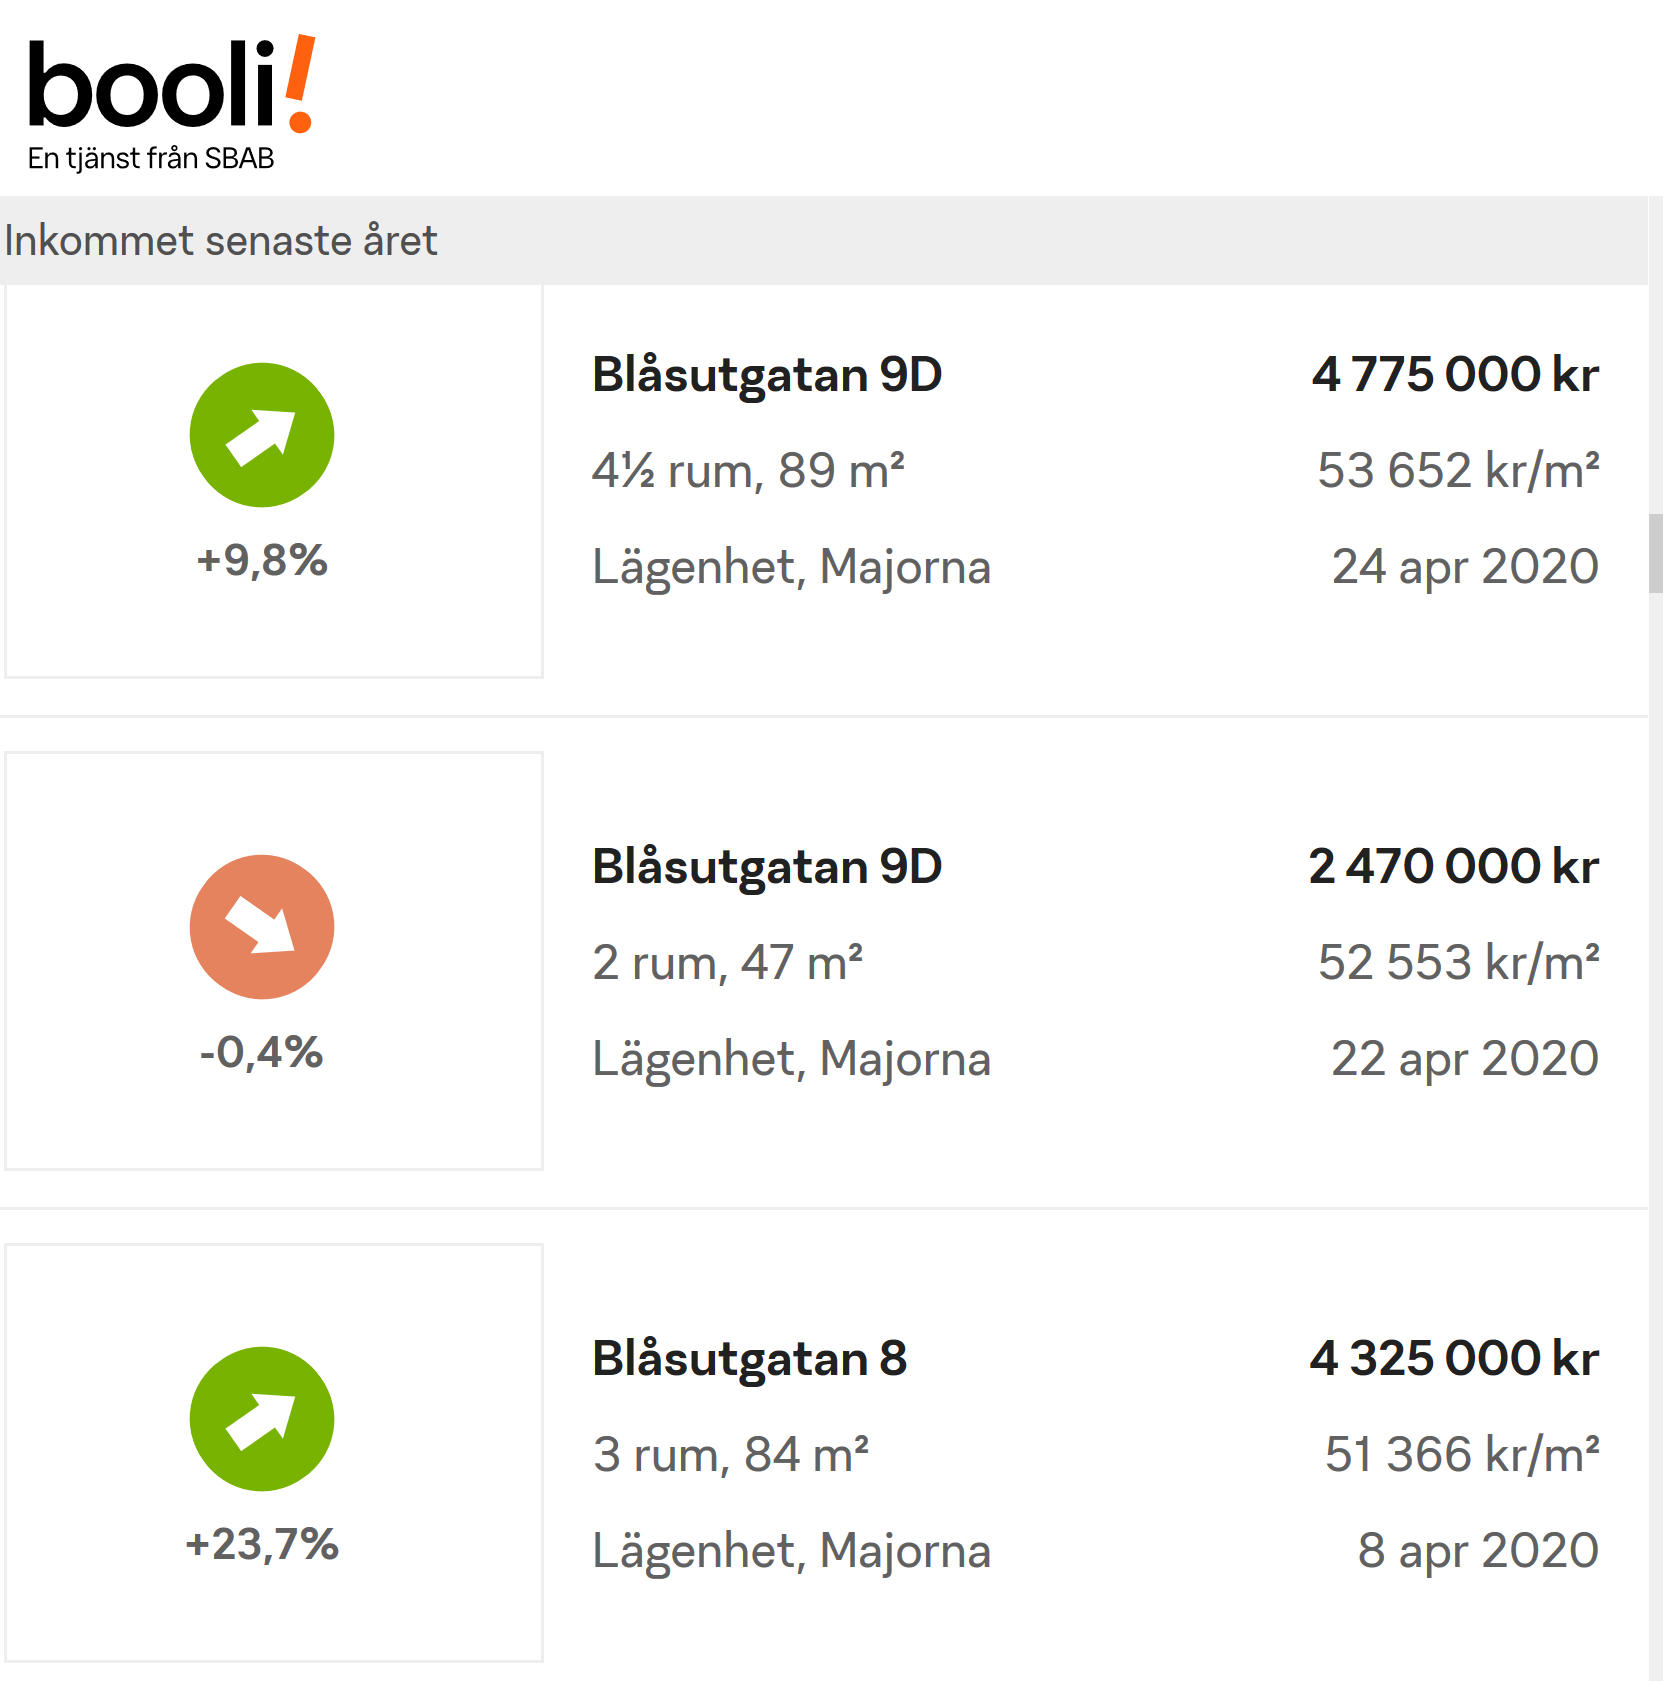 booli!
En tjänst från SBAB
Inkommet senaste året
Blåsutgatan 9D
4 775 000 kr
4½ rum, 89 m²
53 652 kr/m²
+9,8%
Lägenhet, Majorna
24 apr 2020
Blåsutgatan 9D
2 470 000 kr
2 rum, 47 m²
52 553 kr/m²
-0,4%
Lägenhet, Majorna
22 apr 2020
Blåsutgatan 8
4 325 000 kr
3 rum, 84 m²
51 366 kr/m²
+23,7%
Lägenhet, Majorna
8 apr 2020